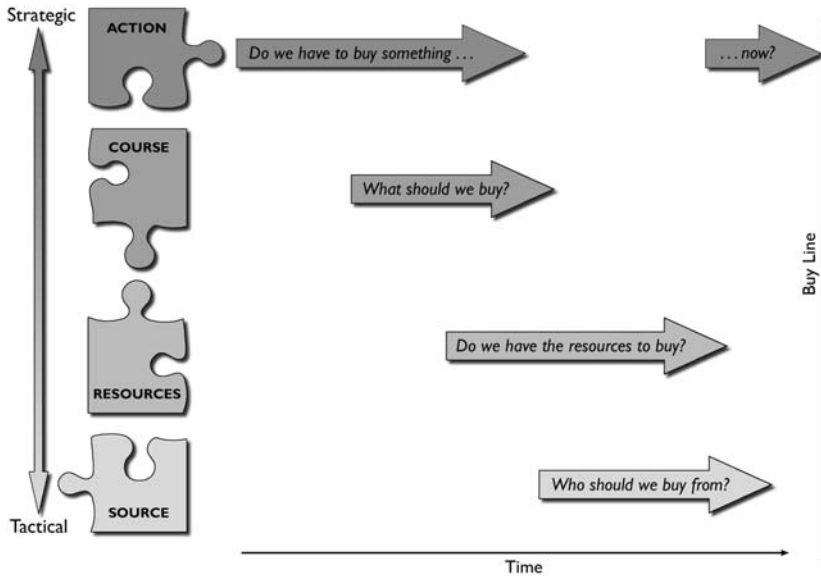 Strategic
ACTION
Do we have to buy something …
… now?
COURSE
What should we buy?
Buy Line
Do we have the resources to buy?
RESOURCES
Who should we buy from?
SOURCE
Tactical
Time